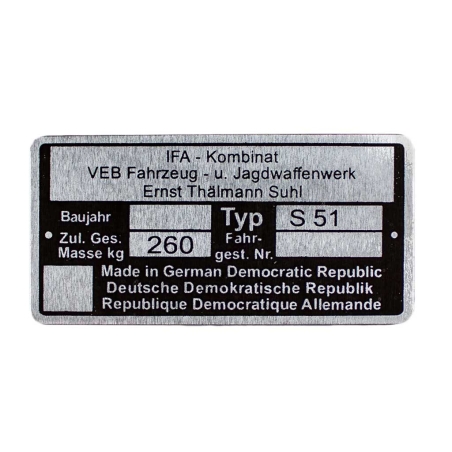 IFA - Kombinat
VEB Fahrzeug - u. Jagdwaffenwerk
Ernst Thälmann Suhl
Baujahr Typ S 51
Zul. Ges. Masse kg 260 Fahr- gest. Nr.
Made in German Democratic Republic
Deutsche Demokratische Republik
Republique Democratique Allemande